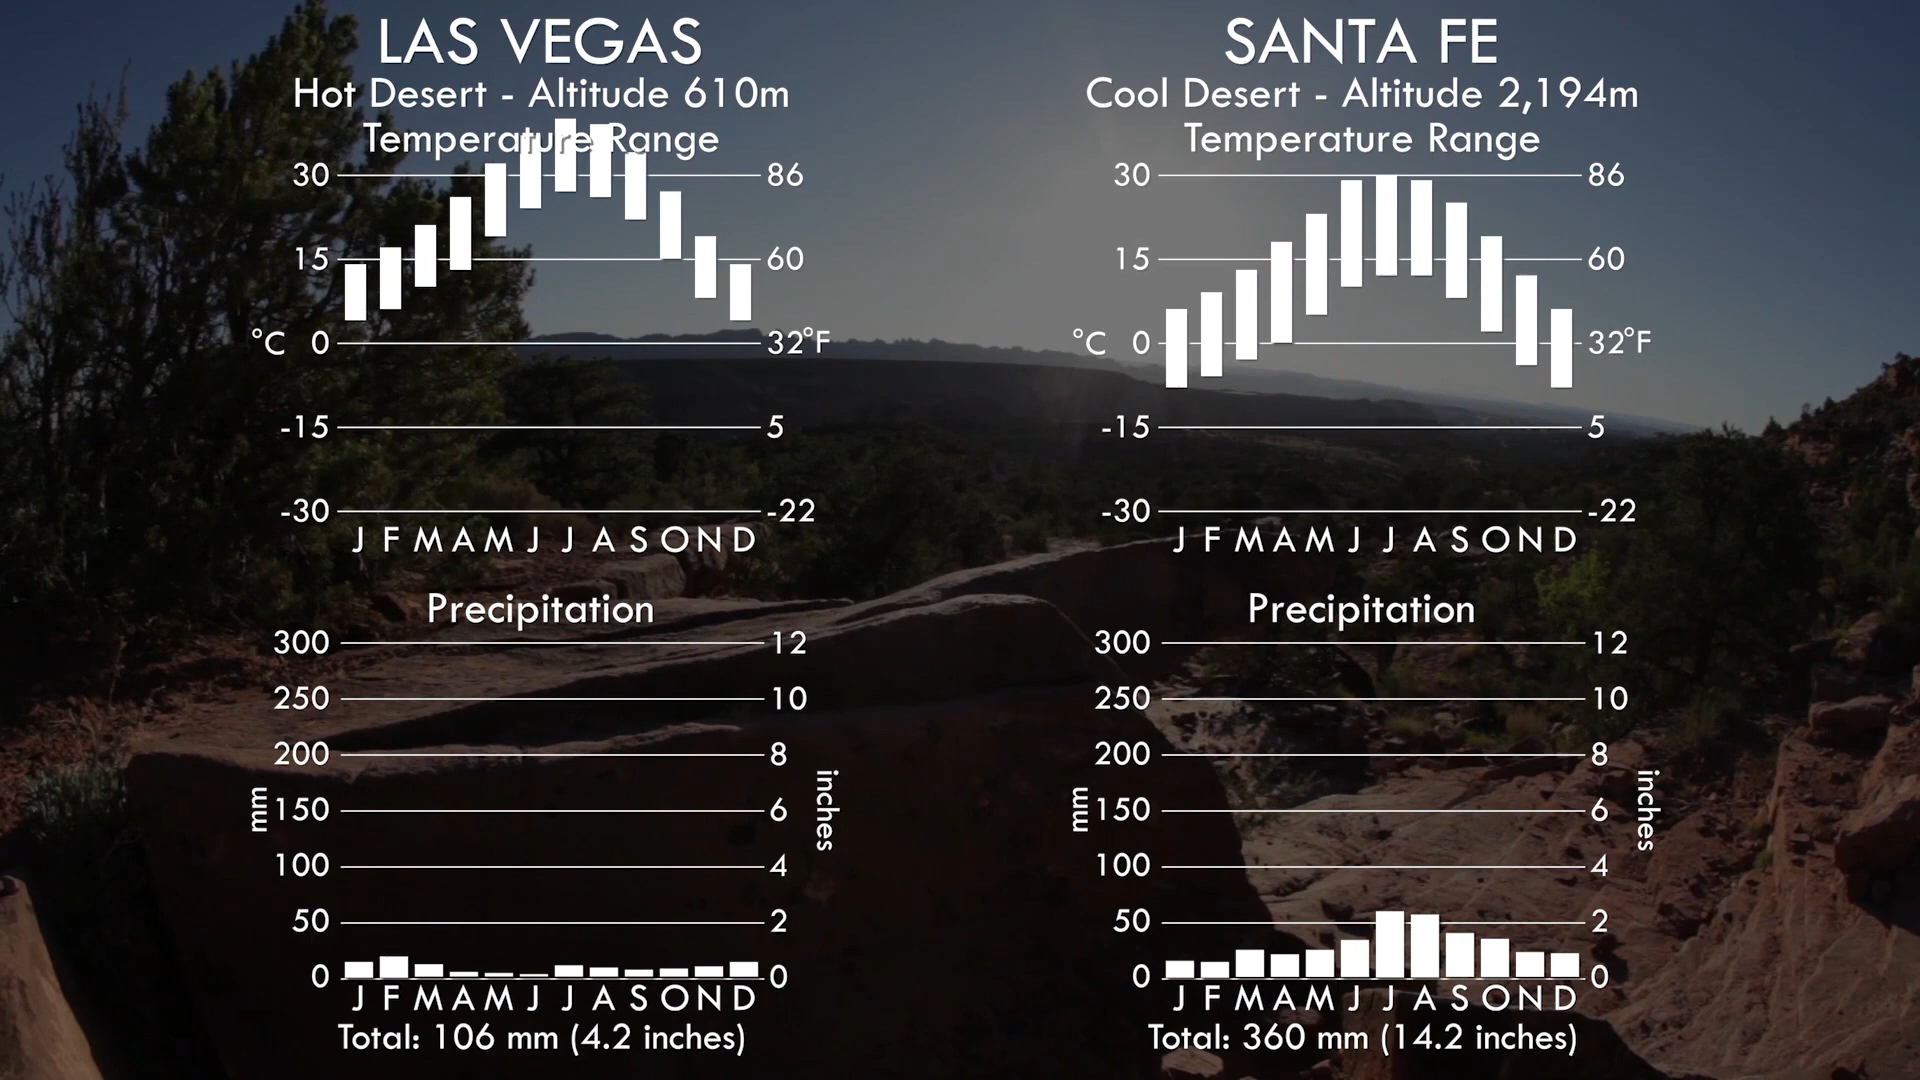 LAS VEGAS
Hot Desert - Altitude 610m
Temperature Range
30 86
15 60
°C 0 32°F
-15 5
-30 -22
J F M A M J J A S O N D
Precipitation
300 12
250 10
200 8
mm 150 6 inches
100 4
50 2
0 0
J F M A M J J A S O N D
Total: 106 mm (4.2 inches)
SANTA FE
Cool Desert - Altitude 2,194m
Temperature Range
30 86
15 60
°C 0 32°F
-15 5
-30 -22
J F M A M J J A S O N D
Precipitation
300 12
250 10
200 8
mm 150 6 inches
100 4
50 2
0 0
J F M A M J J A S O N D
Total: 360 mm (14.2 inches)